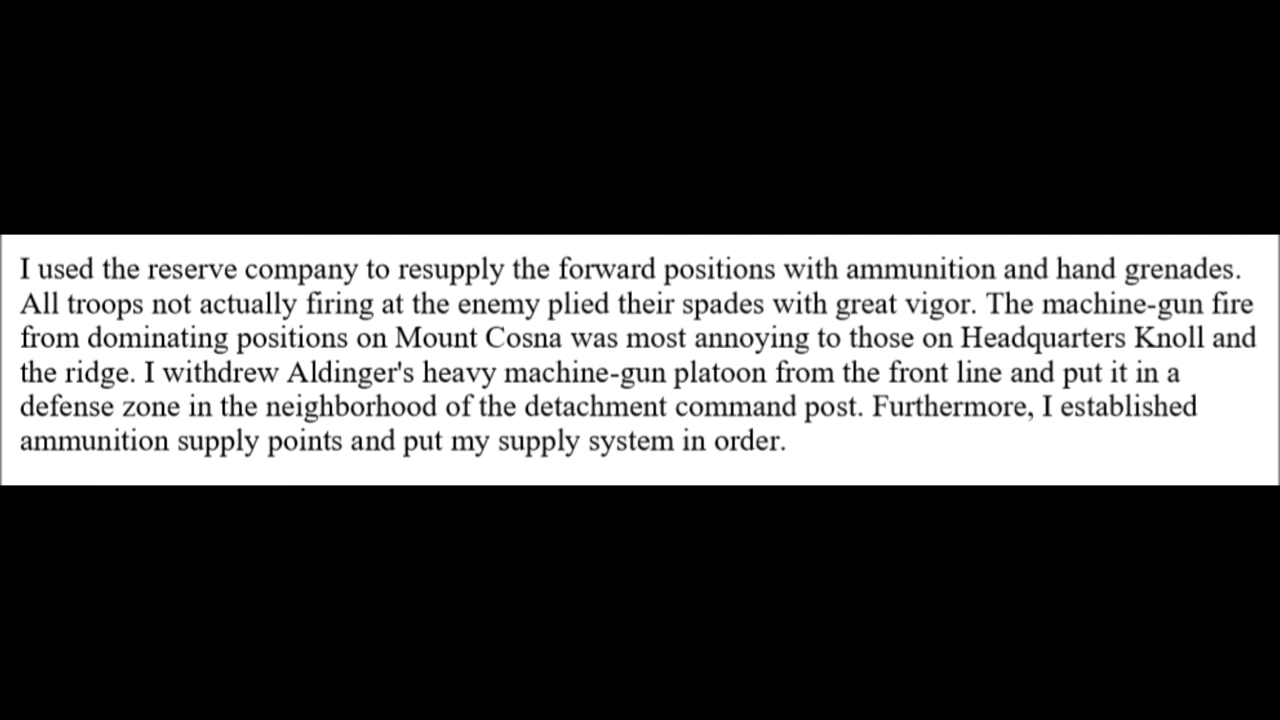 I used the reserve company to resupply the forward positions with ammunition and hand grenades.
All troops not actually firing at the enemy plied their spades with great vigor. The machine-gun fire
from dominating positions on Mount Cosna was most annoying to those on Headquarters Knoll and
the ridge. I withdrew Aldinger's heavy machine-gun platoon from the front line and put it in a
defense zone in the neighborhood of the detachment command post. Furthermore, I established
ammunition supply points and put my supply system in order.